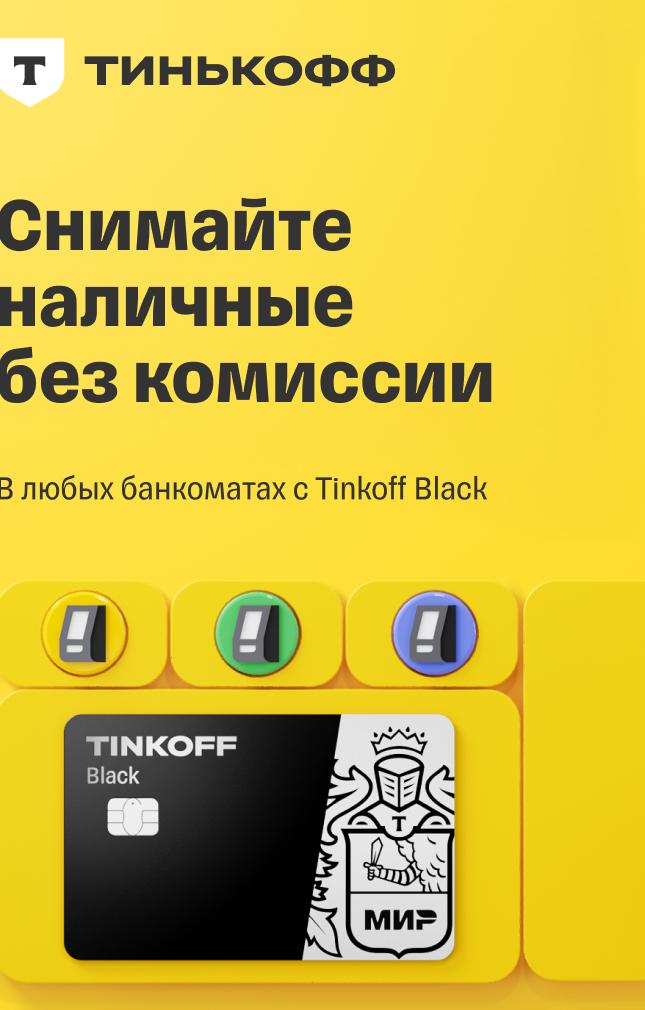 Т ТИНЬКОФФ
Снимайте
наличные
без комиссии
В любых банкоматах с Tinkoff Black
TINKOFF
Black
Т
МИР